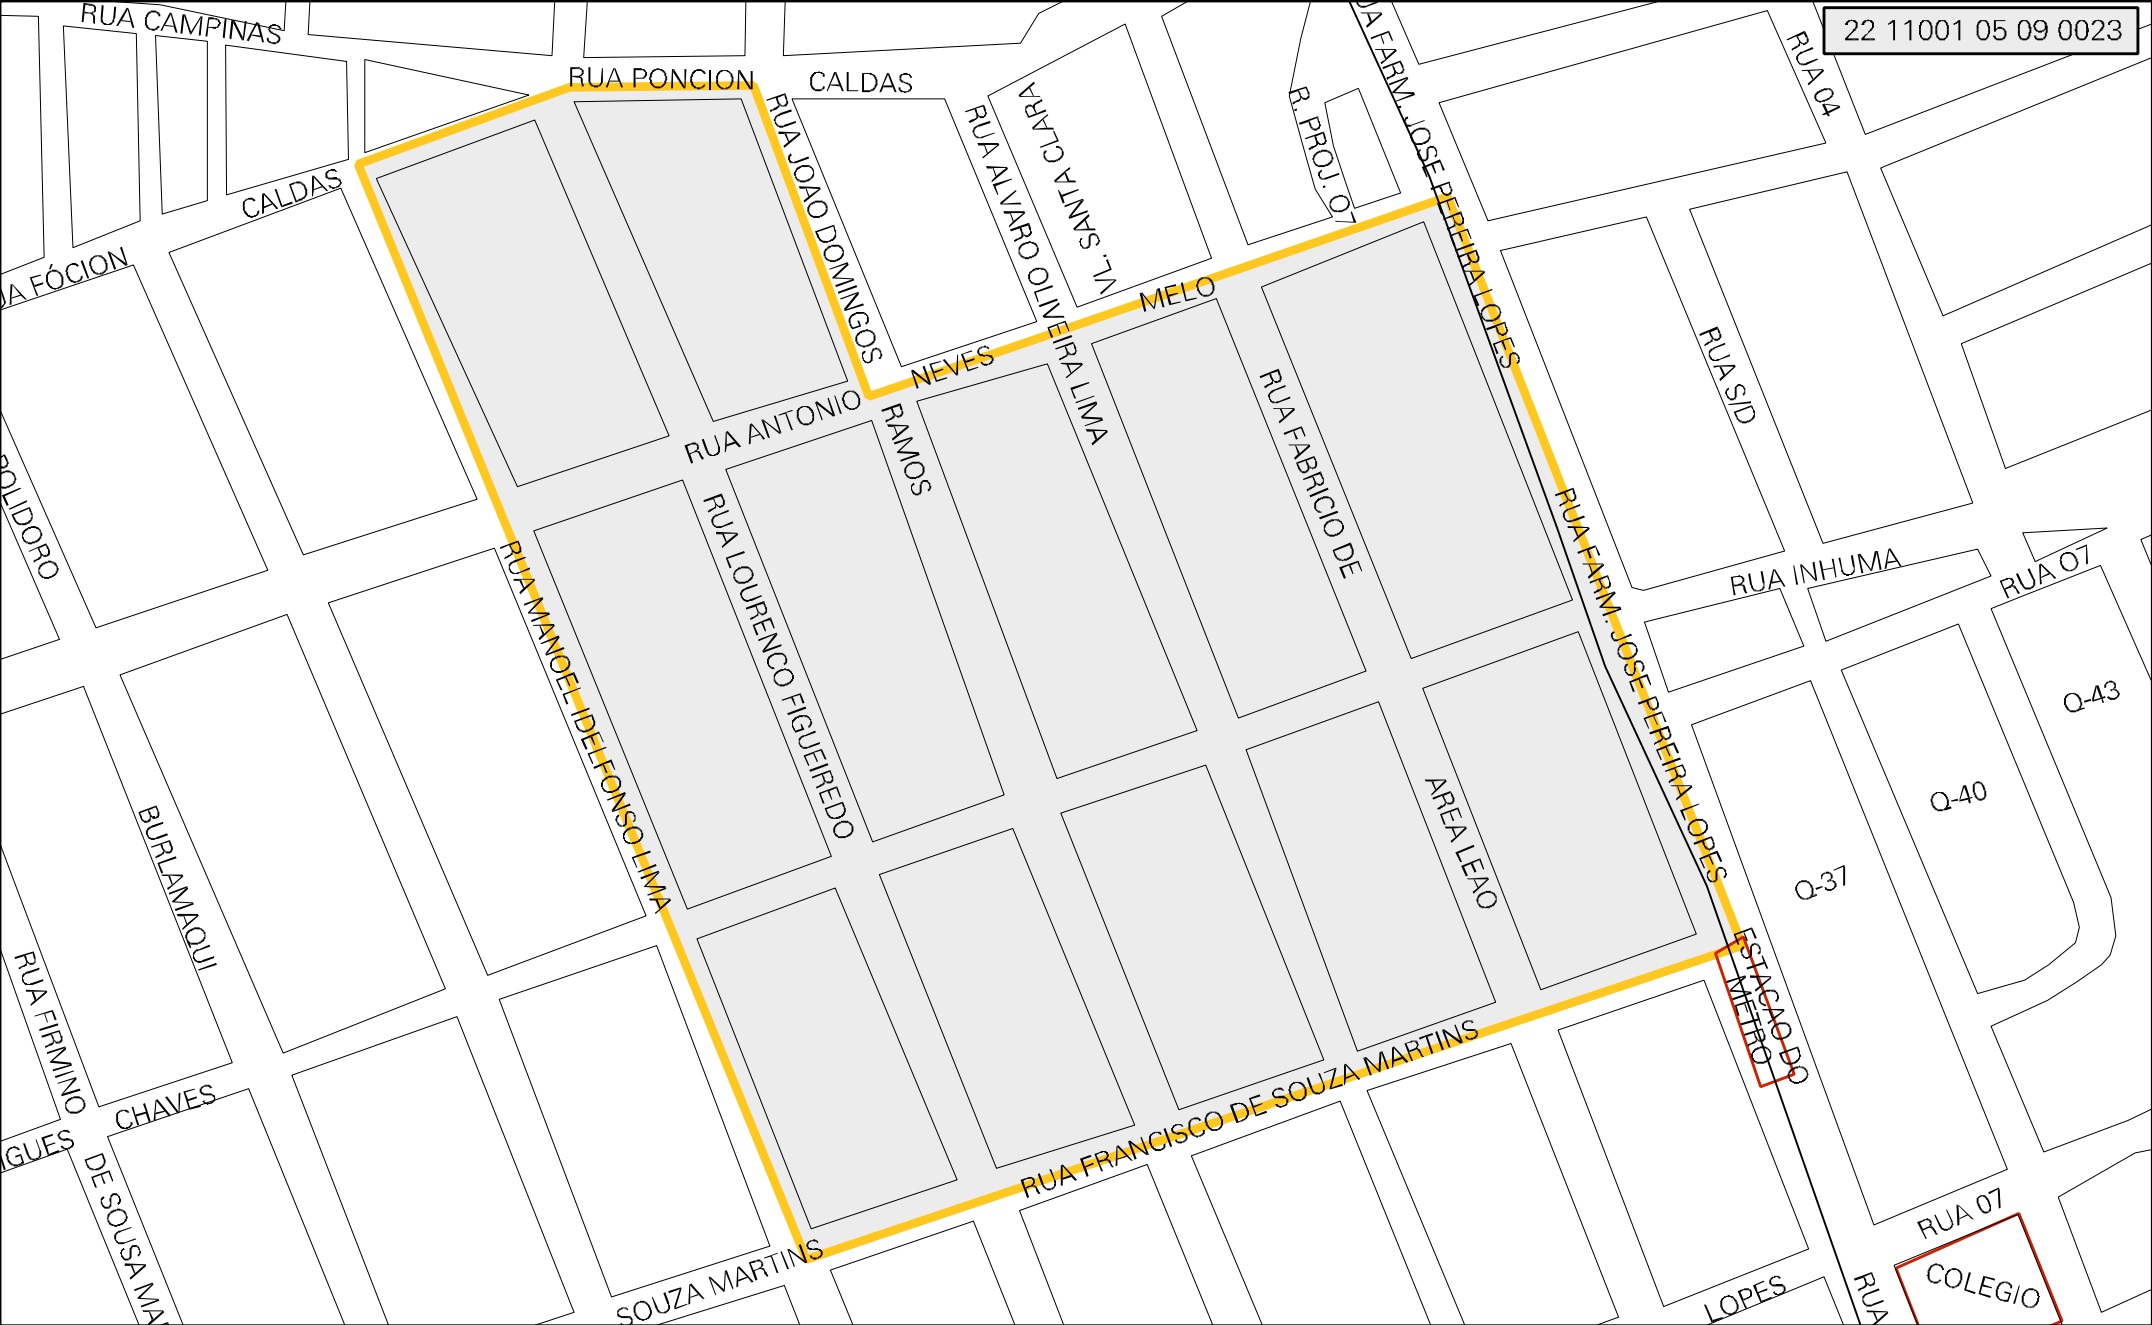 RUA CAMPINAS
22 11001 05 09 0023
RUA PONCION
CALDAS
RUA 04
RUA FARM. JOSE PEREIRA LOPES
R. PROJ. 07
VL. SANTA CLARA
RUA ALVARO OLIVEIRA LIMA
RUA JOAO DOMINGOS
RAMOS
CALDAS
FÓCION
MELO
NEVES
RUA ANTONIO
RUA S/D
RUA FABRICIO DE
AREA LEAO
RUA LOURENCO FIGUEIREDO
RUA MANOEL IDELFONSO LIMA
RUA FARM. JOSE PEREIRA LOPES
RUA INHUMA
RUA 07
OLIDORO
Q-43
Q-40
Q-37
BURLAMAQUI
RUA FIRMINO
DE SOUSA MA
ESTACAO DO
METRO
RUA FRANCISCO DE SOUZA MARTINS
CHAVES
IGUES
SOUZA MARTINS
RUA 07
COLEGIO
LOPES
RUA